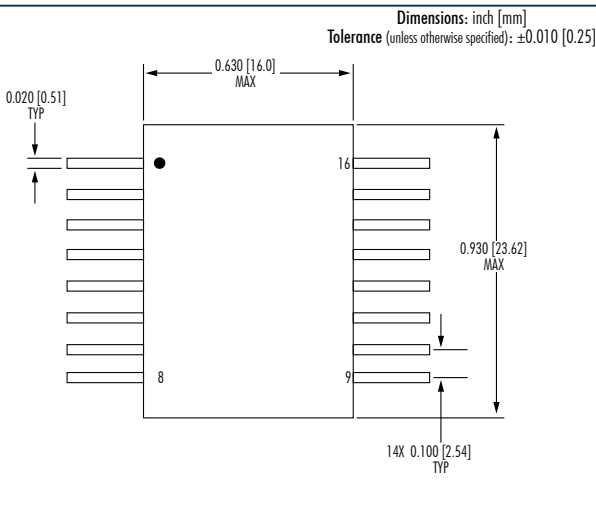 Dimensions: inch [mm]
Tolerance (unless otherwise specified): ±0.010 [0.25]
0.630 [16.0]
MAX
0.020 [0.51]
TYP
16
0.930 [23.62]
MAX
8
9
14X 0.100 [2.54]
TYP